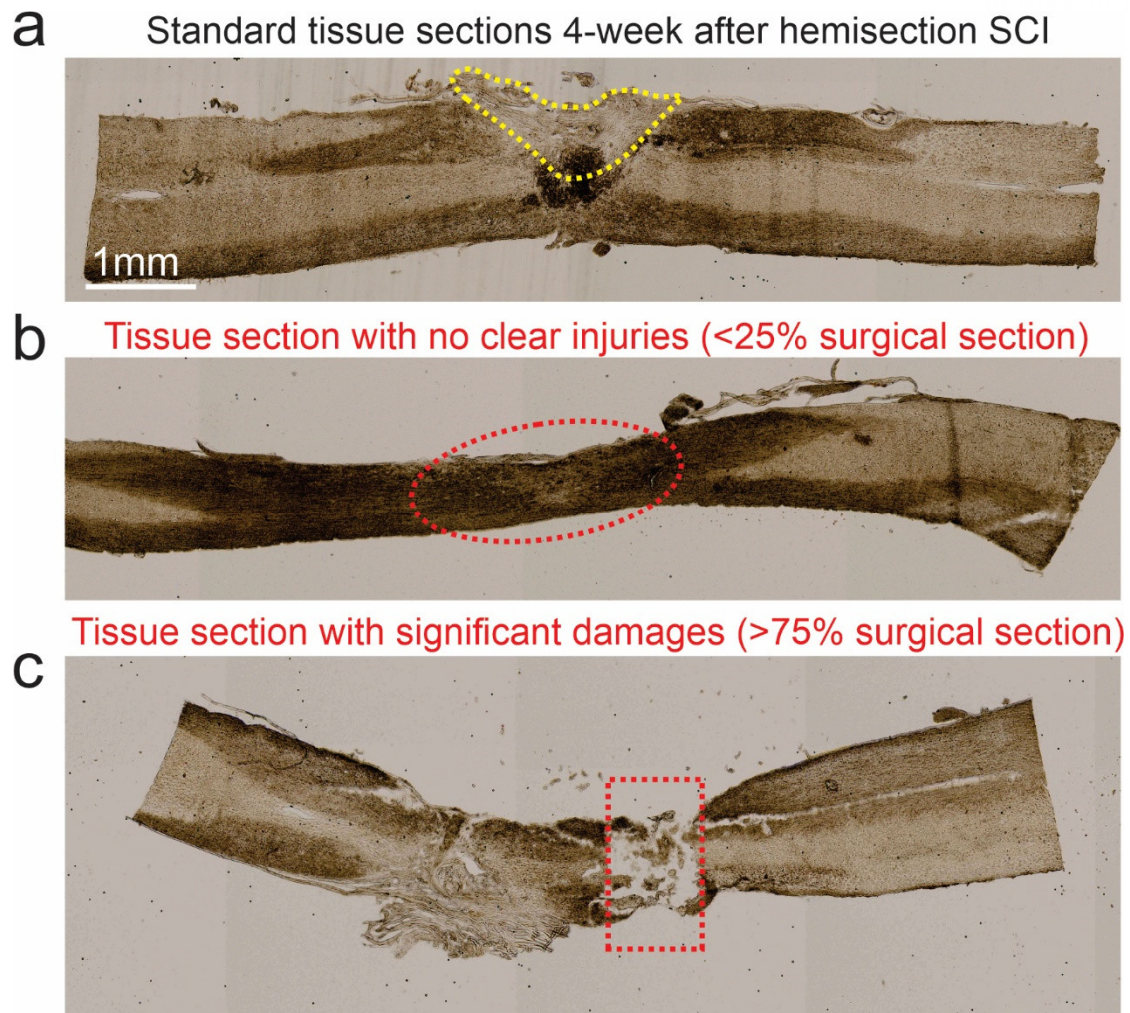 a
Standard tissue sections 4-week after hemisection SCI
1mm
b
Tissue section with no clear injuries (<25% surgical section)
Tissue section with significant damages (>75% surgical section)
c